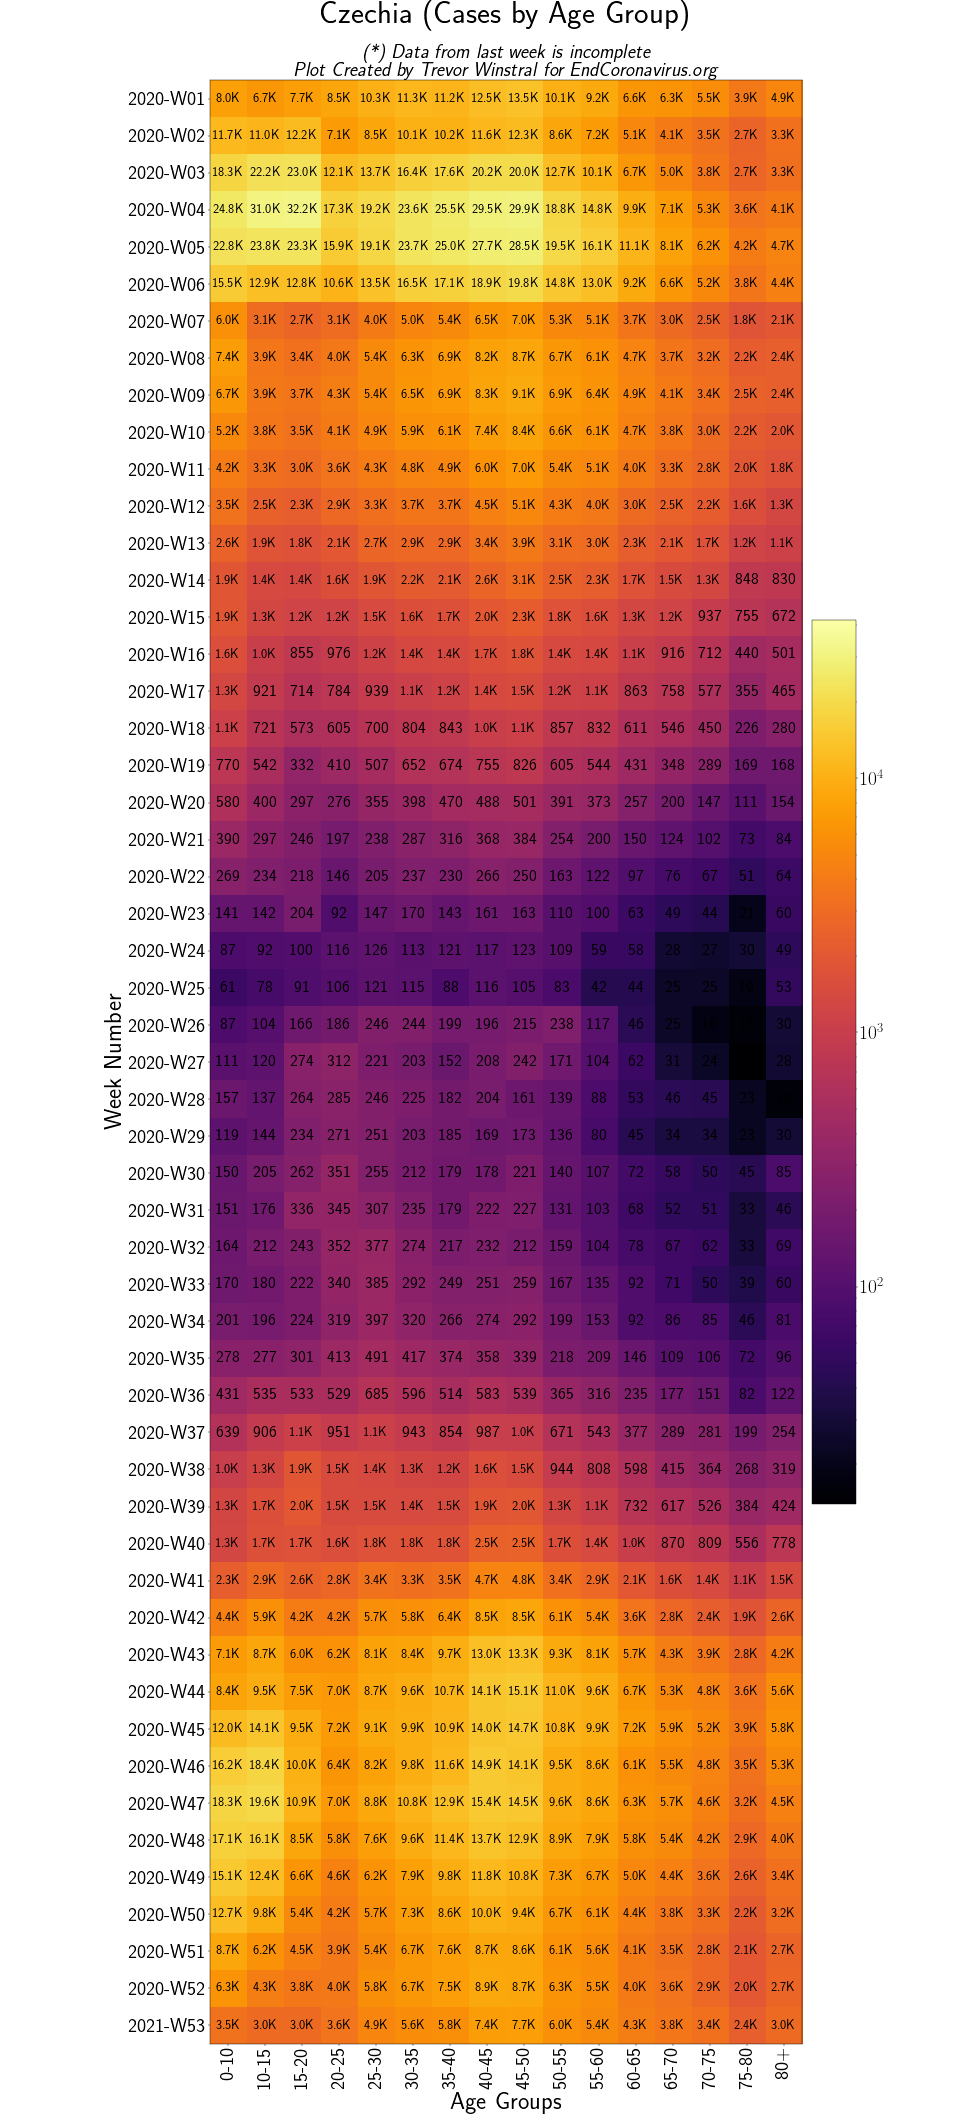 Czechia (Cases by Age Group)
(*) Data from last week is incomplete
Plot Created by Trevor Winstral for EndCoronavirus.org
2020-W01 8.0K 6.7K 7.7K 8.5K 10.3K 11.3K 11.2K 12.5K 13.5K 10.1K 9.2K 6.6K 6.3K 5.5K 3.9K 4.9K
2020-W02 11.7K 11.0K 12.2K 7.1K 8.5K 10.1K 10.2K 11.6K 12.3K 8.6K 7.2K 5.1K 4.1K 3.5K 2.7K 3.3K
2020-W03 18.3K 22.2K 23.0K 12.1K 13.7K 16.4K 17.6K 20.2K 20.0K 12.7K 10.1K 6.7K 5.0K 3.8K 2.7K 3.3K
2020-W04 24.8K 31.0K 32.2K 17.3K 19.2K 23.6K 25.5K 29.5K 29.9K 18.8K 14.8K 9.9K 7.1K 5.3K 3.6K 4.1K
2020-W05 22.8K 23.8K 23.3K 15.9K 19.1K 23.7K 25.0K 27.7K 28.5K 19.5K 16.1K 11.1K 8.1K 6.2K 4.2K 4.7K
2020-W06 15.5K 12.9K 12.8K 10.6K 13.5K 16.5K 17.1K 18.9K 19.8K 14.8K 13.0K 9.2K 6.6K 5.2K 3.8K 4.4K
2020-W07 6.0K 3.1K 2.7K 3.1K 4.0K 5.0K 5.4K 6.5K 7.0K 5.3K 5.1K 3.7K 3.0K 2.5K 1.8K 2.1K
2020-W08 7.4K 3.9K 3.4K 4.0K 5.4K 6.3K 6.9K 8.2K 8.7K 6.7K 6.1K 4.7K 3.7K 3.2K 2.2K 2.4K
2020-W09 6.7K 3.9K 3.7K 4.3K 5.4K 6.5K 6.9K 8.3K 9.1K 6.9K 6.4K 4.9K 4.1K 3.4K 2.5K 2.4K
2020-W10 5.2K 3.8K 3.5K 4.1K 4.9K 5.9K 6.1K 7.4K 8.4K 6.6K 6.1K 4.7K 3.8K 3.0K 2.2K 2.0K
2020-W11 4.2K 3.3K 3.0K 3.6K 4.3K 4.8K 4.9K 6.0K 7.0K 5.4K 5.1K 4.0K 3.3K 2.8K 2.0K 1.8K
2020-W12 3.5K 2.5K 2.3K 2.9K 3.3K 3.7K 3.7K 4.5K 5.1K 4.3K 4.0K 3.0K 2.5K 2.2K 1.6K 1.3K
2020-W13 2.6K 1.9K 1.8K 2.1K 2.7K 2.9K 2.9K 3.4K 3.9K 3.1K 3.0K 2.3K 2.1K 1.7K 1.2K 1.1K
2020-W14 1.9K 1.4K 1.4K 1.6K 1.9K 2.2K 2.1K 2.6K 3.1K 2.5K 2.3K 1.7K 1.5K 1.3K 848 830
2020-W15 1.9K 1.3K 1.2K 1.2K 1.5K 1.6K 1.7K 2.0K 2.3K 1.8K 1.6K 1.3K 1.2K 937 755 672
2020-W16 1.6K 1.0K 855 976 1.2K 1.4K 1.4K 1.7K 1.8K 1.4K 1.4K 1.1K 916 712 440 501
2020-W17 1.3K 921 714 784 939 1.1K 1.2K 1.4K 1.5K 1.2K 1.1K 863 758 577 355 465
2020-W18 1.1K 721 573 605 700 804 843 1.0K 1.1K 857 832 611 546 450 226 280
2020-W19 770 542 332 410 507 652 674 755 826 605 544 431 348 289 169 168
2020-W20 580 400 297 276 355 398 470 488 501 391 373 257 200 147 111 154
2020-W21 390 297 246 197 238 287 316 368 384 254 200 150 124 102 73 84
2020-W22 269 234 218 146 205 237 230 266 250 163 122 97 76 67 51 64
2020-W23 141 142 204 92 147 170 143 161 163 110 100 63 49 44 21 60
2020-W24 87 92 100 116 126 113 121 117 123 109 59 58 28 27 30 49
2020-W25 61 78 91 106 121 115 88 116 105 83 42 44 25 25 53
2020-W26 87 104 166 186 246 244 199 196 215 238 117 46 25 30
2020-W27 111 120 274 312 221 203 152 208 242 171 104 62 31 24 28
2020-W28 157 137 264 285 246 225 182 204 161 139 88 53 46 45 23
2020-W29 119 144 234 271 251 203 185 169 173 136 80 45 34 34 23 30
2020-W30 150 205 262 351 255 212 179 178 221 140 107 72 58 50 45 85
2020-W31 151 176 336 345 307 235 179 222 227 131 103 68 52 51 33 46
2020-W32 164 212 243 352 377 274 217 232 212 159 104 78 67 62 33 69
2020-W33 170 180 222 340 385 292 249 251 259 167 135 92 71 50 39 60
2020-W34 201 196 224 319 397 320 266 274 292 199 153 92 86 85 46 81
2020-W35 278 277 301 413 491 417 374 358 339 218 209 146 109 106 72 96
2020-W36 431 535 533 529 685 596 514 583 539 365 316 235 177 151 82 122
2020-W37 639 906 1.1K 951 1.1K 943 854 987 1.0K 671 543 377 289 281 199 254
2020-W38 1.0K 1.3K 1.9K 1.5K 1.4K 1.3K 1.2K 1.6K 1.5K 944 808 598 415 364 268 319
2020-W39 1.3K 1.7K 2.0K 1.5K 1.5K 1.4K 1.5K 1.9K 2.0K 1.3K 1.1K 732 617 526 384 424
2020-W40 1.3K 1.7K 1.7K 1.6K 1.8K 1.8K 1.8K 2.5K 2.5K 1.7K 1.4K 1.0K 870 809 556 778
2020-W41 2.3K 2.9K 2.6K 2.8K 3.4K 3.3K 3.5K 4.7K 4.8K 3.4K 2.9K 2.1K 1.6K 1.4K 1.1K 1.5K
2020-W42 4.4K 5.9K 4.2K 4.2K 5.7K 5.8K 6.4K 8.5K 8.5K 6.1K 5.4K 3.6K 2.8K 2.4K 1.9K 2.6K
2020-W43 7.1K 8.7K 6.0K 6.2K 8.1K 8.4K 9.7K 13.0K 13.3K 9.3K 8.1K 5.7K 4.3K 3.9K 2.8K 4.2K
2020-W44 8.4K 9.5K 7.5K 7.0K 8.7K 9.6K 10.7K 14.1K 15.1K 11.0K 9.6K 6.7K 5.3K 4.8K 3.6K 5.6K
2020-W45 12.0K 14.1K 9.5K 7.2K 9.1K 9.9K 10.9K 14.0K 14.7K 10.8K 9.9K 7.2K 5.9K 5.2K 3.9K 5.8K
2020-W46 16.2K 18.4K 10.0K 6.4K 8.2K 9.8K 11.6K 14.9K 14.1K 9.5K 8.6K 6.1K 5.5K 4.8K 3.5K 5.3K
2020-W47 18.3K 19.6K 10.9K 7.0K 8.8K 10.8K 12.9K 15.4K 14.5K 9.6K 8.6K 6.3K 5.7K 4.6K 3.2K 4.5K
2020-W48 17.1K 16.1K 8.5K 5.8K 7.6K 9.6K 11.4K 13.7K 12.9K 8.9K 7.9K 5.8K 5.4K 4.2K 2.9K 4.0K
2020-W49 15.1K 12.4K 6.6K 4.6K 6.2K 7.9K 9.8K 11.8K 10.8K 7.3K 6.7K 5.0K 4.4K 3.6K 2.6K 3.4K
2020-W50 12.7K 9.8K 5.4K 4.2K 5.7K 7.3K 8.6K 10.0K 9.4K 6.7K 6.1K 4.4K 3.8K 3.3K 2.2K 3.2K
2020-W51 8.7K 6.2K 4.5K 3.9K 5.4K 6.7K 7.6K 8.7K 8.6K 6.1K 5.6K 4.1K 3.5K 2.8K 2.1K 2.7K
2020-W52 6.3K 4.3K 3.8K 4.0K 5.8K 6.7K 7.5K 8.9K 8.7K 6.3K 5.5K 4.0K 3.6K 2.9K 2.0K 2.7K
2021-W53 3.5K 3.0K 3.0K 3.6K 4.9K 5.6K 5.8K 7.4K 7.7K 6.0K 5.4K 4.3K 3.8K 3.4K 2.4K 3.0K
0-10 10-15 15-20 20-25 25-30 30-35 35-40 40-45 45-50 50-55 55-60 60-65 65-70 70-75 75-80 80+
Age Groups
Week Number
10⁴
10³
10²